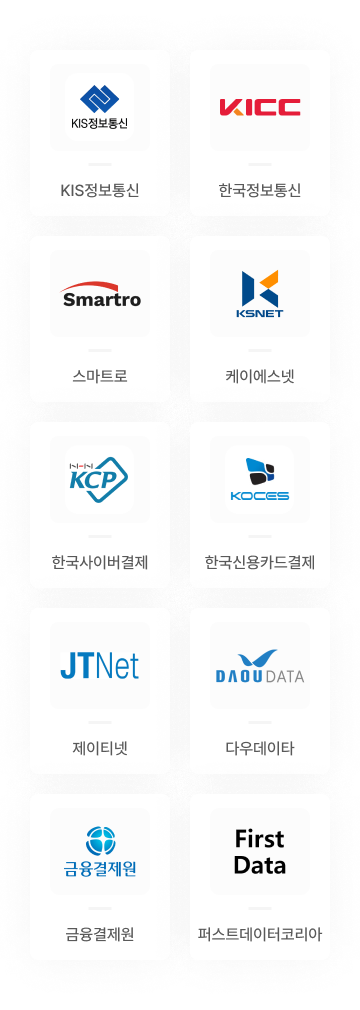 KIS정보통신
KIS정보통신
KICC
한국정보통신
Smartro
스마트로
KSNET
케이에스넷
NHN
KCP
한국사이버결제
KOCES
한국신용카드결제
JTNet
제이티넷
DAOU DATA
다우데이타
금융결제원
금융결제원
First
Data
퍼스트데이터코리아